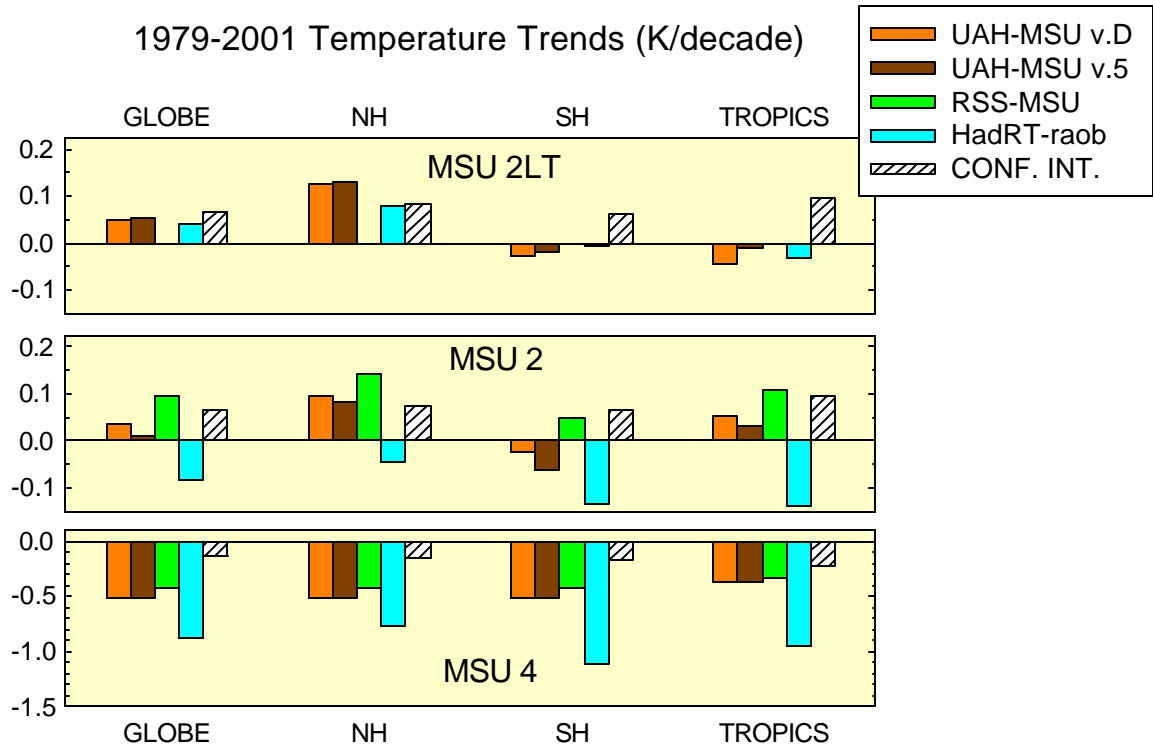 1979-2001 Temperature Trends (K/decade)
UAH-MSU v.D
UAH-MSU v.5
RSS-MSU
HadRT-raob
CONF. INT.
GLOBE NH SH TROPICS
MSU 2LT
0.2
0.1
0.0
-0.1
MSU 2
0.2
0.1
0.0
-0.1
0.0
-0.5
-1.0
-1.5
MSU 4
GLOBE NH SH TROPICS